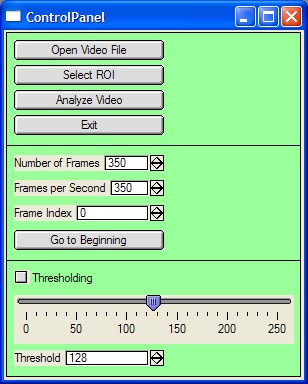 ControlPanel
Open Video File
Select ROI
Analyze Video
Exit
Number of Frames 350
Frames per Second 350
Frame Index 0
Go to Beginning
Thresholding
0 50 100 150 200 250
Threshold 128